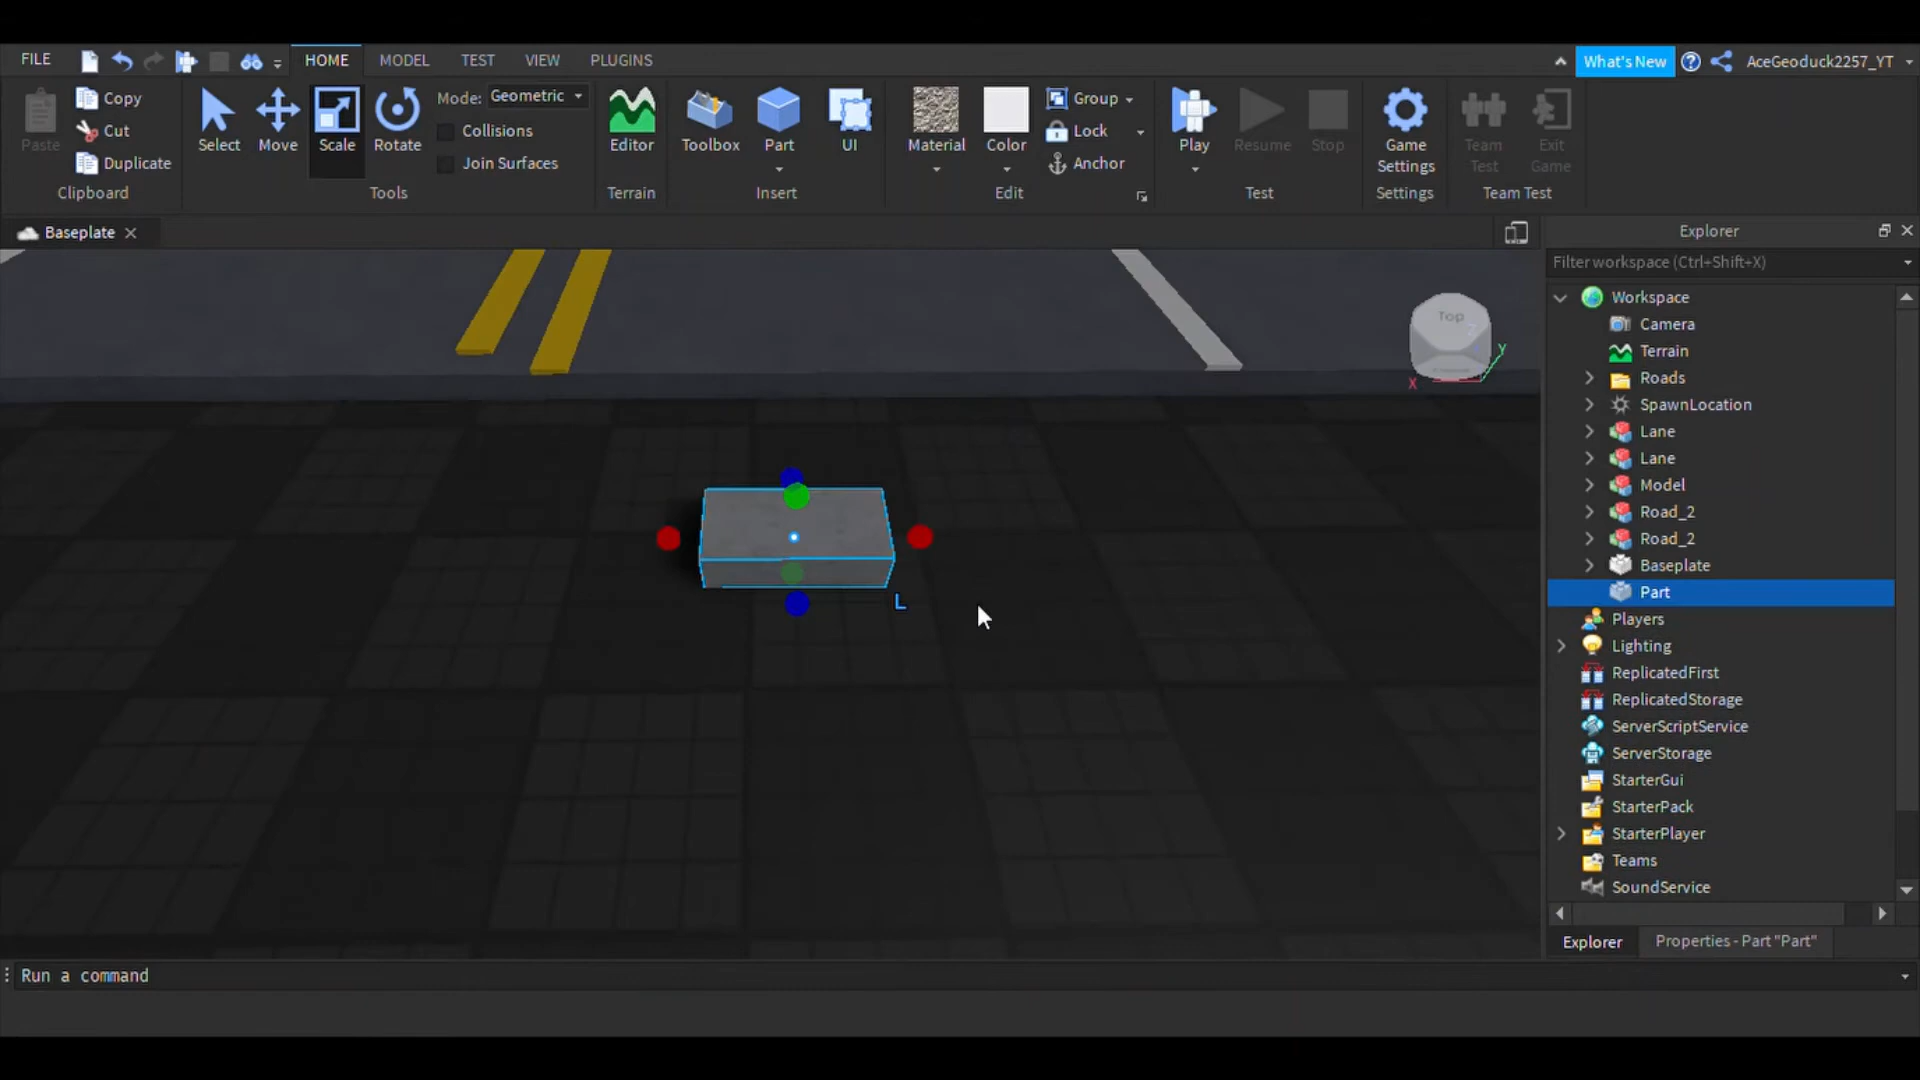 FILE HOME MODEL TEST VIEW PLUGINS What's New AceGeoduck2257_YT
Paste
Copy
Cut
Duplicate
Clipboard
Select Move Scale Rotate
Mode: Geometric
Collisions
Join Surfaces
Tools
Editor
Terrain
Toolbox Part UI
Insert
Material Color
Group
Lock
Anchor
Edit
Play Resume Stop
Test
Game
Settings
Settings
Team
Test
Exit
Game
Team Test
Baseplate
Explorer
Filter workspace (Ctrl+Shift+X)
Workspace
Camera
Terrain
Roads
SpawnLocation
Lane
Lane
Model
Road_2
Road_2
Baseplate
Part
Players
Lighting
ReplicatedFirst
ReplicatedStorage
ServerScriptService
ServerStorage
StarterGui
StarterPack
StarterPlayer
Teams
SoundService
Top
Y
X
L
Explorer Properties - Part "Part"
Run a command